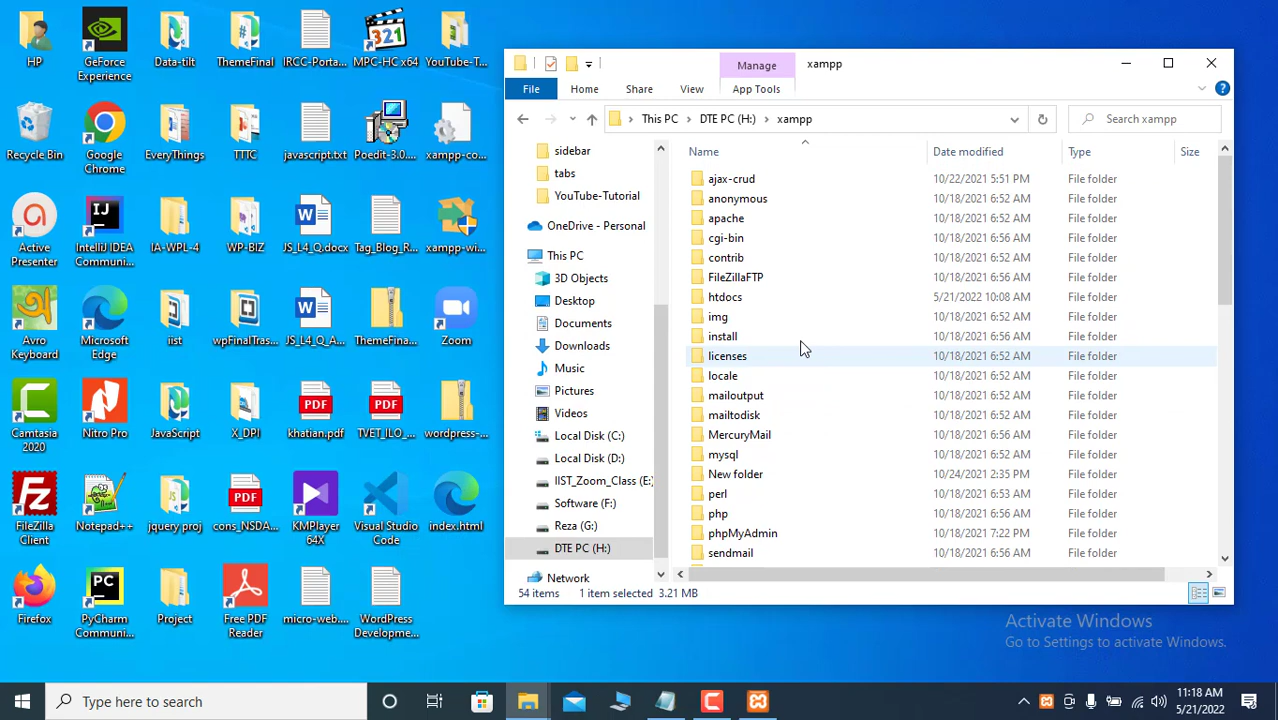 HP
GeForce
Experience
Data-tilt
ThemeFinal
IRCC-Porta...
MPC-HC x64
YouTube-T...
Recycle Bin
Google
Chrome
EveryThings
TTTC
javascript.txt
Poedit-3.0....
xampp-co...
Active
Presenter
IntelliJ IDEA
Communi...
IA-WPL-4
WP-BIZ
JS_L4_Q.docx
Tag_Blog_R...
xampp-wi...
Avro
Keyboard
Microsoft
Edge
iist
wpFinalTras...
JS_L4_Q_A...
ThemeFina...
Zoom
Camtasia
2020
Nitro Pro
JavaScript
X_DPI
khatian.pdf
TVET_ILO_...
wordpress-...
FileZilla
Client
Notepad++
jquery proj
cons_NSDA...
KMPlayer
64X
Visual Studio
Code
index.html
Firefox
PyCharm
Communi...
Project
Free PDF
Reader
micro-web....
WordPress
Developme...
Manage
xampp
File
Home
Share
View
App Tools
This PC
DTE PC (H:)
xampp
Search xampp
sidebar
tabs
YouTube-Tutorial
OneDrive - Personal
This PC
3D Objects
Desktop
Documents
Downloads
Music
Pictures
Videos
Local Disk (C:)
Local Disk (D:)
IIST_Zoom_Class (E:)
Software (F:)
Reza (G:)
DTE PC (H:)
Network
Name Date modified Type Size
ajax-crud 10/22/2021 5:51 PM File folder
anonymous 10/18/2021 6:52 AM File folder
apache 10/18/2021 6:52 AM File folder
cgi-bin 10/18/2021 6:56 AM File folder
contrib 10/18/2021 6:52 AM File folder
FileZillaFTP 10/18/2021 6:56 AM File folder
htdocs 5/21/2022 10:08 AM File folder
img 10/18/2021 6:52 AM File folder
install 10/18/2021 6:56 AM File folder
licenses 10/18/2021 6:52 AM File folder
locale 10/18/2021 6:52 AM File folder
mailoutput 10/18/2021 6:52 AM File folder
mailtodisk 10/18/2021 6:52 AM File folder
MercuryMail 10/18/2021 6:56 AM File folder
mysql 10/18/2021 6:52 AM File folder
New folder 10/24/2021 2:35 PM File folder
perl 10/18/2021 6:53 AM File folder
php 10/18/2021 6:56 AM File folder
phpMyAdmin 10/18/2021 7:22 PM File folder
sendmail 10/18/2021 6:56 AM File folder
54 items 1 item selected 3.21 MB
Activate Windows
Go to Settings to activate Windows.
Type here to search
11:18 AM
5/21/2022